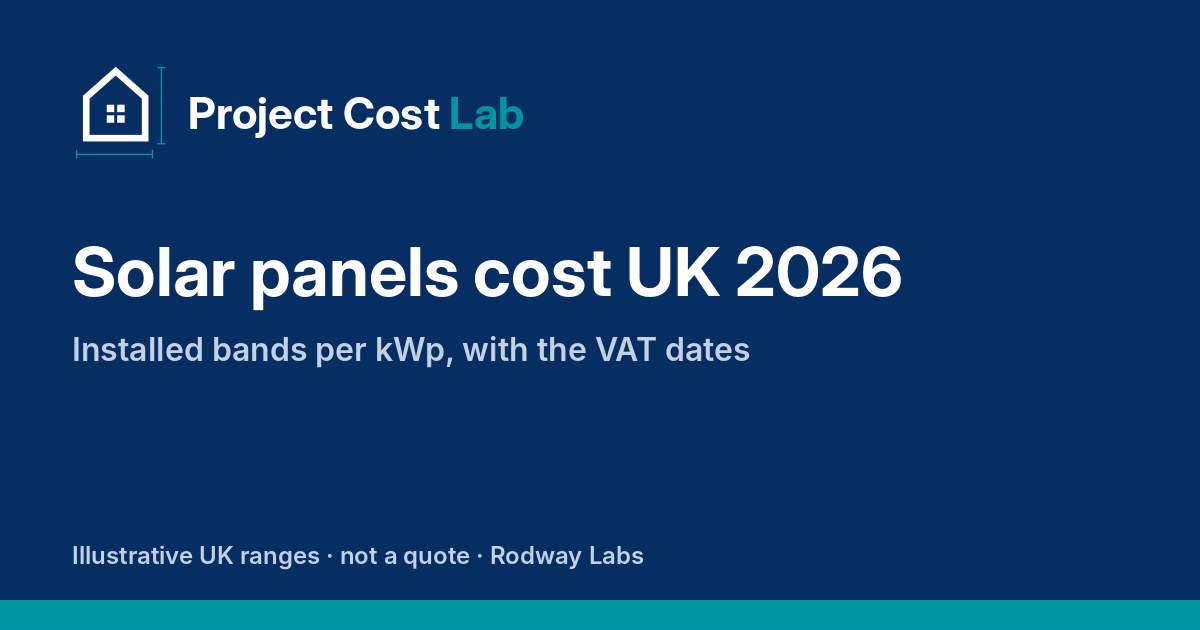 Project Cost Lab
Solar panels cost UK 2026
Installed bands per kWp, with the VAT dates
Illustrative UK ranges · not a quote · Rodway Labs